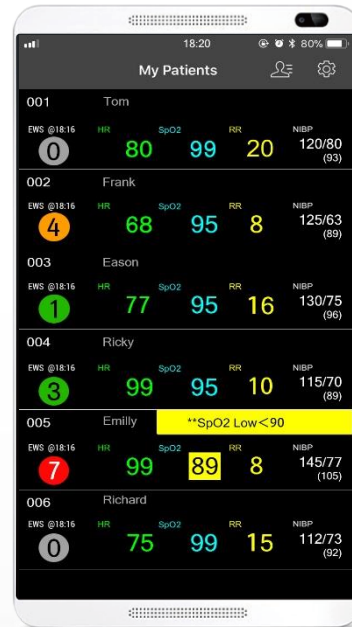 18:20 80%
My Patients
001 Tom
EWS @18:16 HR SpO2 RR NIBP
0 80 99 20 120/80
(93)
002 Frank
EWS @18:16 HR SpO2 RR NIBP
4 68 95 8 125/63
(89)
003 Eason
EWS @18:16 HR SpO2 RR NIBP
1 77 95 16 130/75
(96)
004 Ricky
EWS @18:16 HR SpO2 RR NIBP
3 99 95 10 115/70
(89)
005 Emilly **SpO2 Low<90
EWS @18:16 HR SpO2 RR NIBP
7 99 89 8 145/77
(105)
006 Richard
EWS @18:16 HR SpO2 RR NIBP
0 75 99 15 112/73
(92)